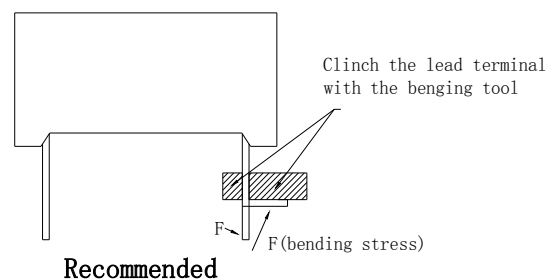 Clinch the lead terminal
with the benging tool
F
F(bending stress)
Recommended